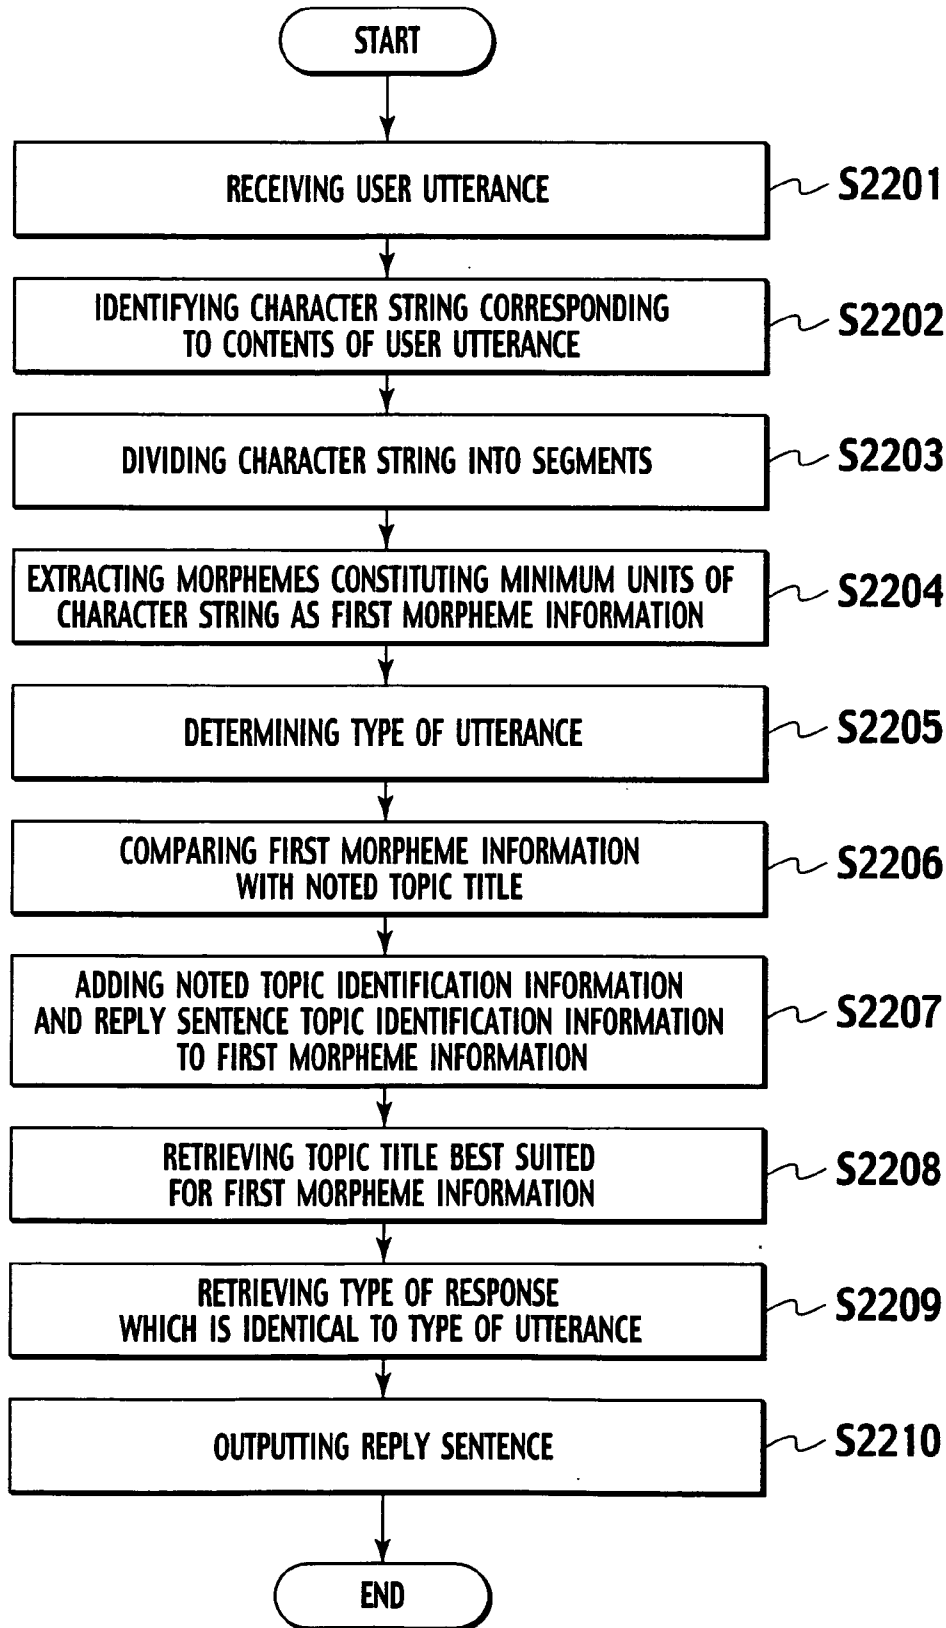 START
RECEIVING USER UTTERANCE
S2201
IDENTIFYING CHARACTER STRING CORRESPONDING
TO CONTENTS OF USER UTTERANCE
S2202
DIVIDING CHARACTER STRING INTO SEGMENTS
S2203
EXTRACTING MORPHEMES CONSTITUTING MINIMUM UNITS OF
CHARACTER STRING AS FIRST MORPHEME INFORMATION
S2204
DETERMINING TYPE OF UTTERANCE
S2205
COMPARING FIRST MORPHEME INFORMATION
WITH NOTED TOPIC TITLE
S2206
ADDING NOTED TOPIC IDENTIFICATION INFORMATION
AND REPLY SENTENCE TOPIC IDENTIFICATION INFORMATION
TO FIRST MORPHEME INFORMATION
S2207
RETRIEVING TOPIC TITLE BEST SUITED
FOR FIRST MORPHEME INFORMATION
S2208
RETRIEVING TYPE OF RESPONSE
WHICH IS IDENTICAL TO TYPE OF UTTERANCE
S2209
OUTPUTTING REPLY SENTENCE
S2210
END